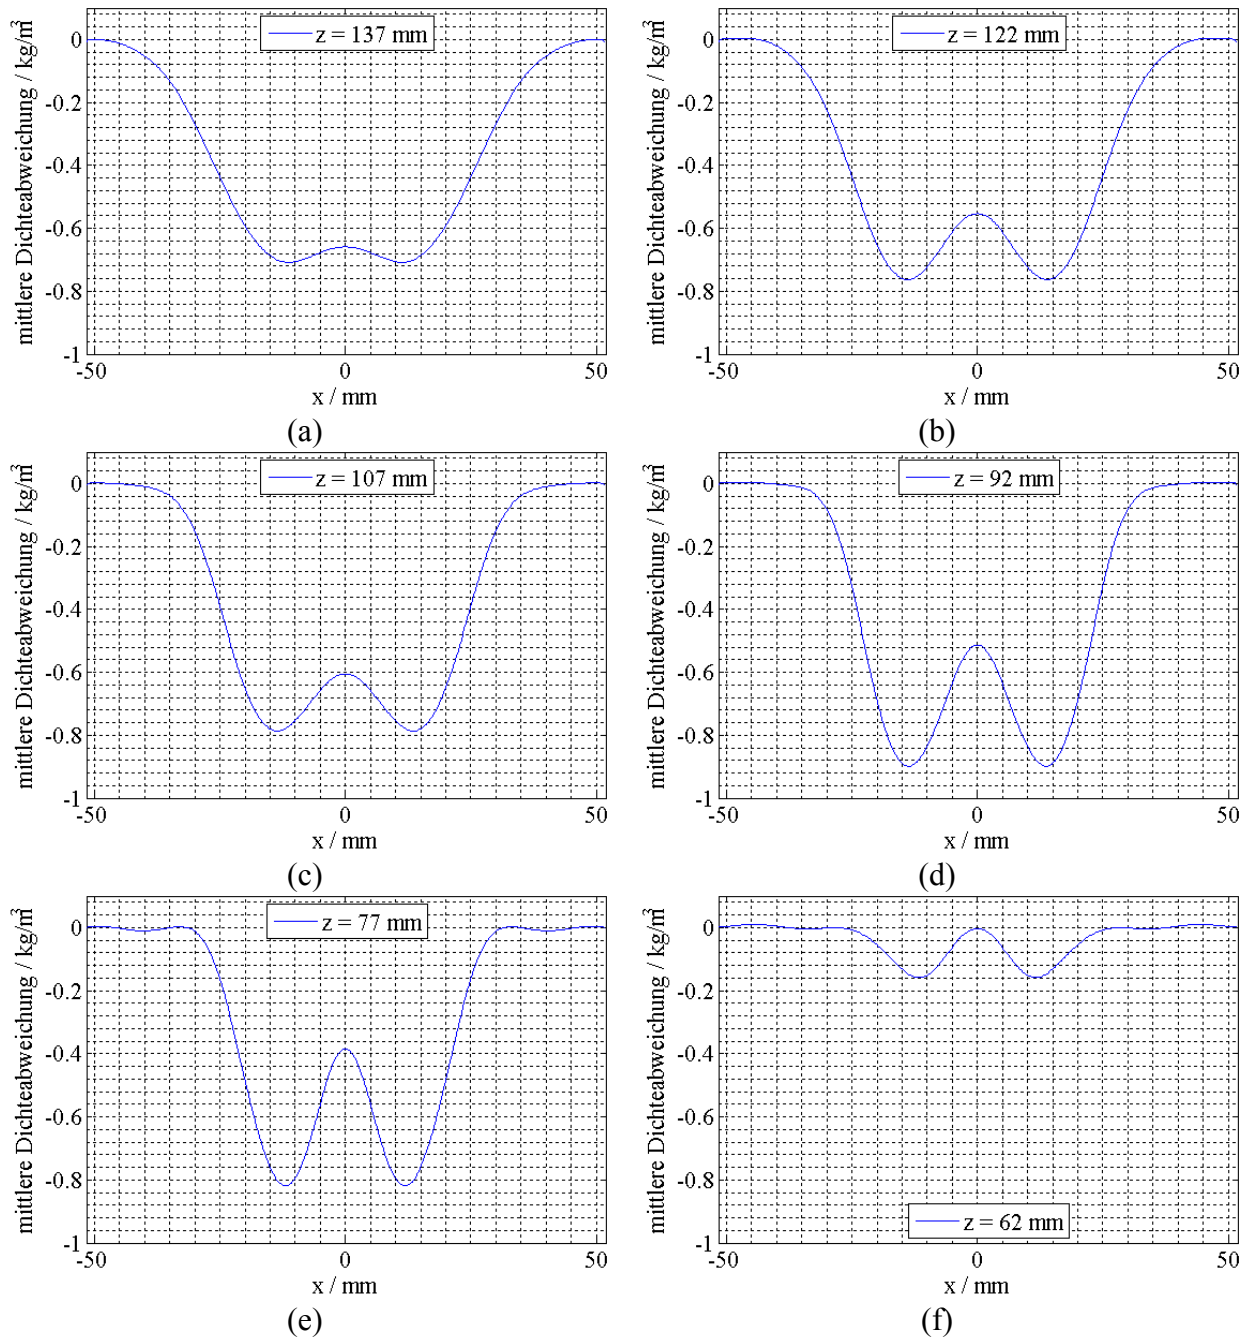 z = 137 mm
mittlere Dichteabweichung / kg/m³
0
-0.2
-0.4
-0.6
-0.8
-1
-50 0 50
x / mm
(a)
z = 122 mm
mittlere Dichteabweichung / kg/m³
0
-0.2
-0.4
-0.6
-0.8
-1
-50 0 50
x / mm
(b)
z = 107 mm
mittlere Dichteabweichung / kg/m³
0
-0.2
-0.4
-0.6
-0.8
-1
-50 0 50
x / mm
(c)
z = 92 mm
mittlere Dichteabweichung / kg/m³
0
-0.2
-0.4
-0.6
-0.8
-1
-50 0 50
x / mm
(d)
z = 77 mm
mittlere Dichteabweichung / kg/m³
0
-0.2
-0.4
-0.6
-0.8
-1
-50 0 50
x / mm
(e)
z = 62 mm
mittlere Dichteabweichung / kg/m³
0
-0.2
-0.4
-0.6
-0.8
-1
-50 0 50
x / mm
(f)